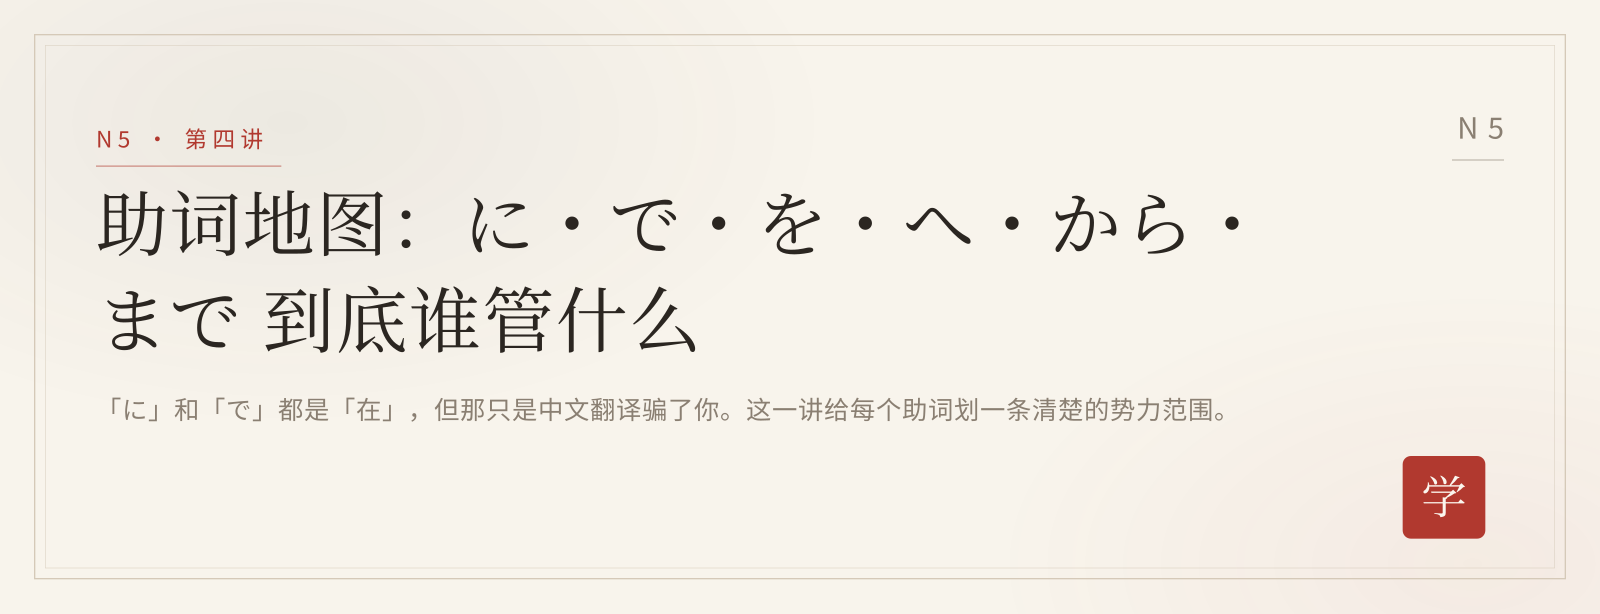 N5 · 第四讲
N5
助词地图：に・で・を・へ・から・
まで 到底谁管什么
「に」和「で」都是「在」，但那只是中文翻译骗了你。这一讲给每个助词划一条清楚的势力范围。
学